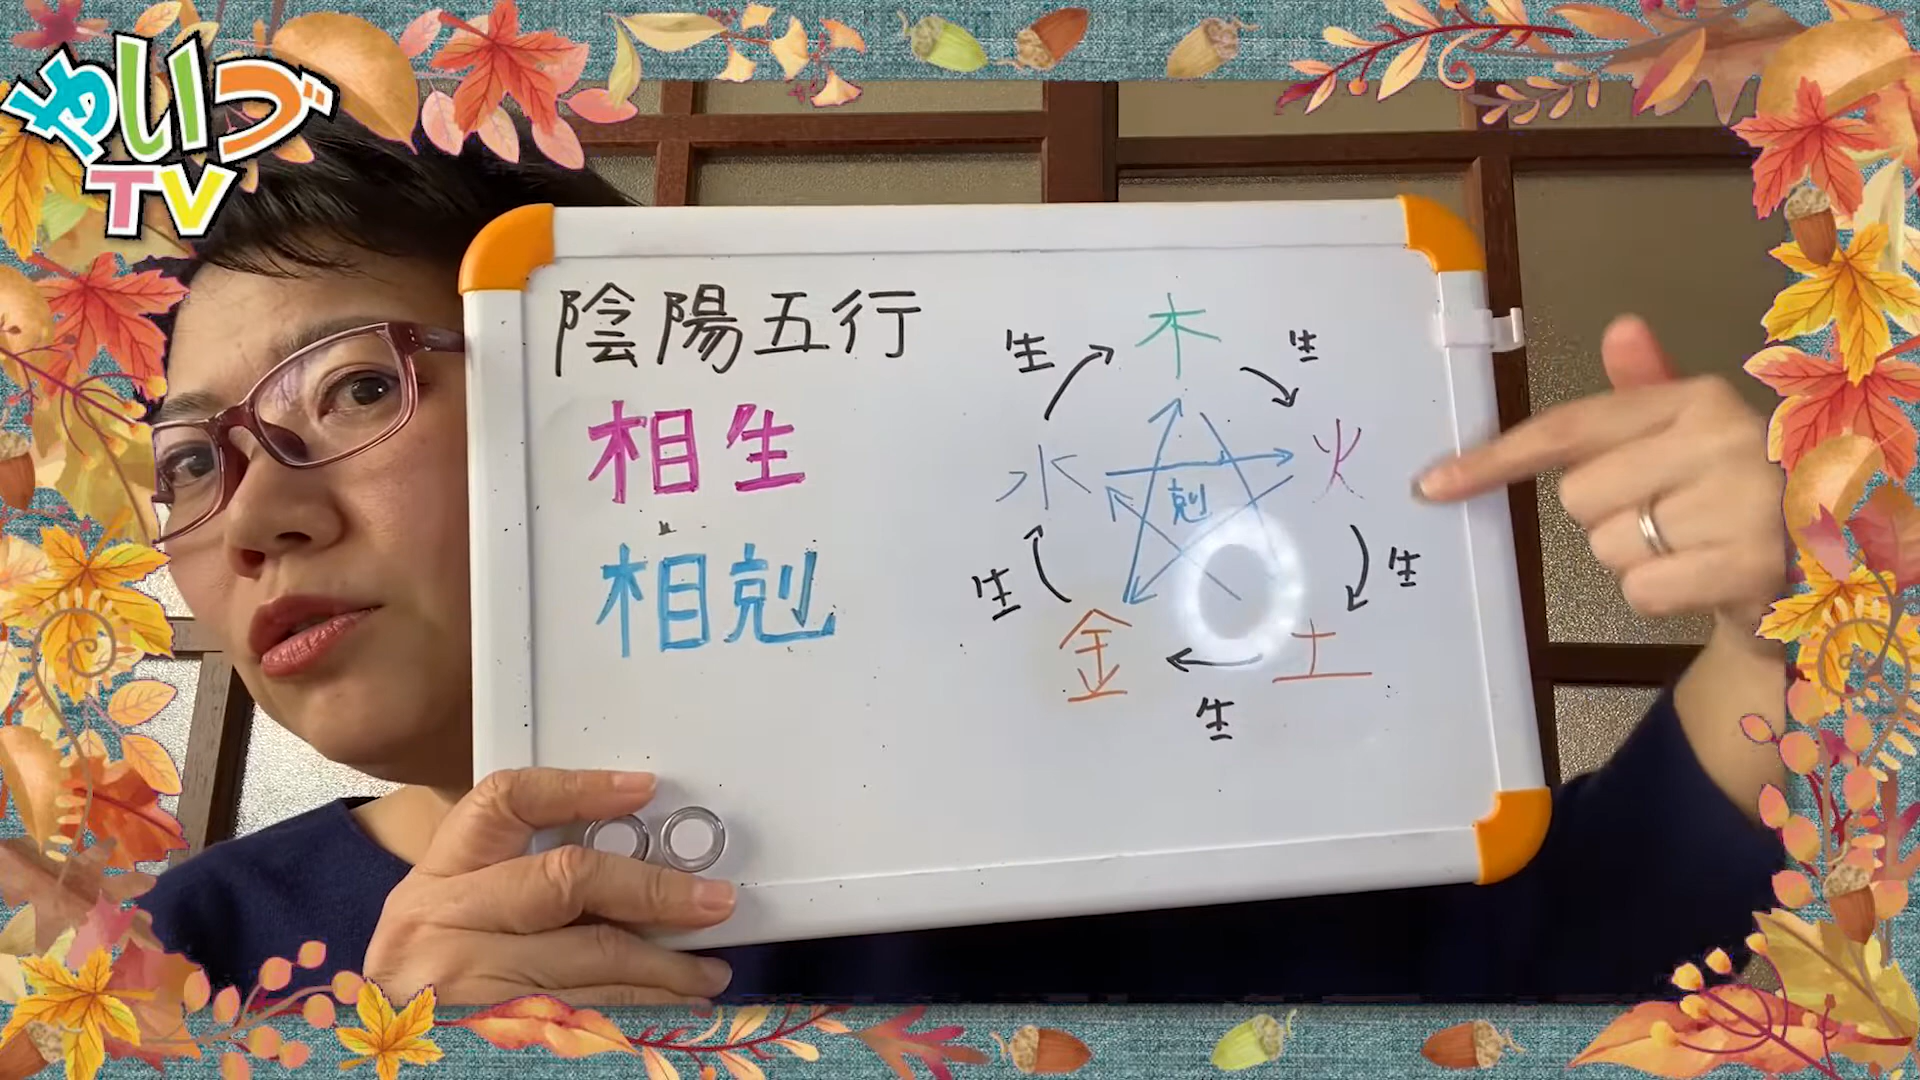 やいづ
TV
陰陽五行
相生
相剋
木
生
生
水
火
剋
生
生
金
土
生